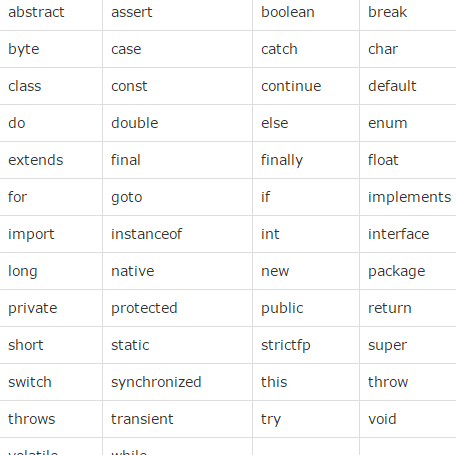 abstract assert boolean break
byte case catch char
class const continue default
do double else enum
extends final finally float
for goto if implements
import instanceof int interface
long native new package
private protected public return
short static strictfp super
switch synchronized this throw
throws transient try void
volatile while